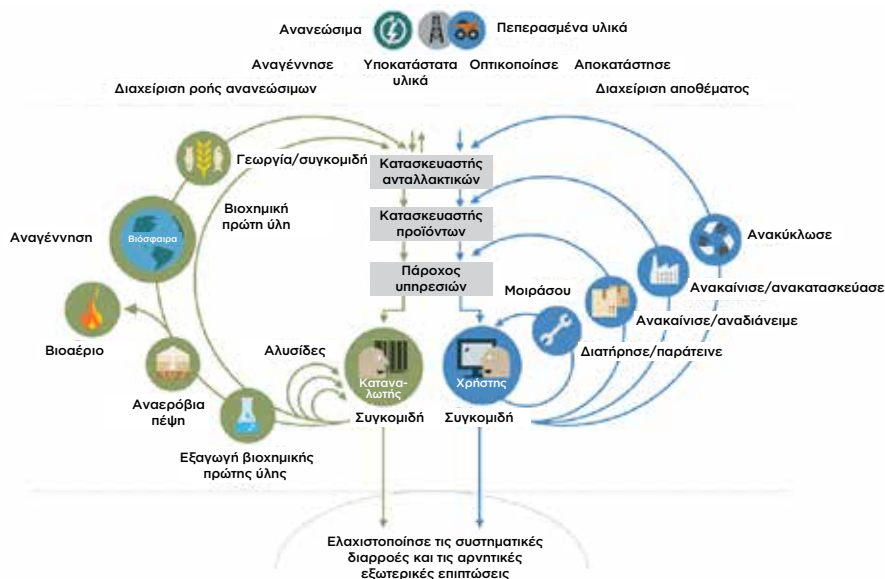 Ανανεώσιμα
Πεπερασμένα υλικά
Αναγέννησε
Υποκατάστατα
υλικά
Οπτικοποίησε
Αποκατάστησε
Διαχείριση ροής ανανεώσιμων
Διαχείριση αποθέματος
Γεωργία/συγκομιδή
Κατασκευαστής
ανταλλακτικών
Βιοχημική
πρώτη ύλη
Κατασκευαστής
προϊόντων
Αναγέννηση
Βιόσφαιρα
Ανακύκλωσε
Πάροχος
υπηρεσιών
Μοιράσου
Ανακαίνισε/ανακατασκεύασε
Ανακαίνισε/αναδιάνειμε
Βιοαέριο
Αλυσίδες
Διατήρησε/παράτεινε
Κατανα-
λωτής
Χρήστης
Αναερόβια
πέψη
Συγκομιδή
Συγκομιδή
Εξαγωγή βιοχημικής
πρώτης ύλης
Ελαχιστοποίησε τις συστηματικές
διαρροές και τις αρνητικές
εξωτερικές επιπτώσεις